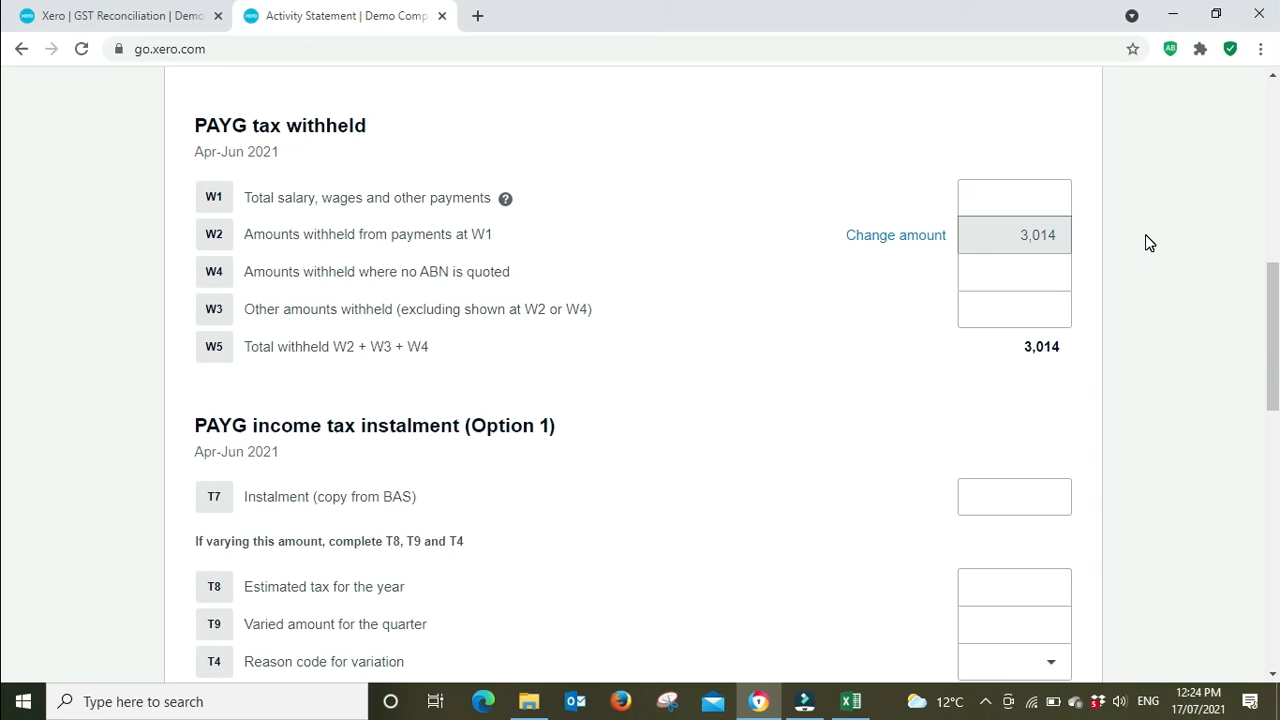 Xero | GST Reconciliation | Demo
Activity Statement | Demo Comp
go.xero.com
AB
PAYG tax withheld
Apr-Jun 2021
W1 Total salary, wages and other payments ?
W2 Amounts withheld from payments at W1 Change amount 3,014
W4 Amounts withheld where no ABN is quoted
W3 Other amounts withheld (excluding shown at W2 or W4)
W5 Total withheld W2 + W3 + W4 3,014
PAYG income tax instalment (Option 1)
Apr-Jun 2021
T7 Instalment (copy from BAS)
If varying this amount, complete T8, T9 and T4
T8 Estimated tax for the year
T9 Varied amount for the quarter
T4 Reason code for variation
Type here to search
12°C
ENG
12:24 PM
17/07/2021